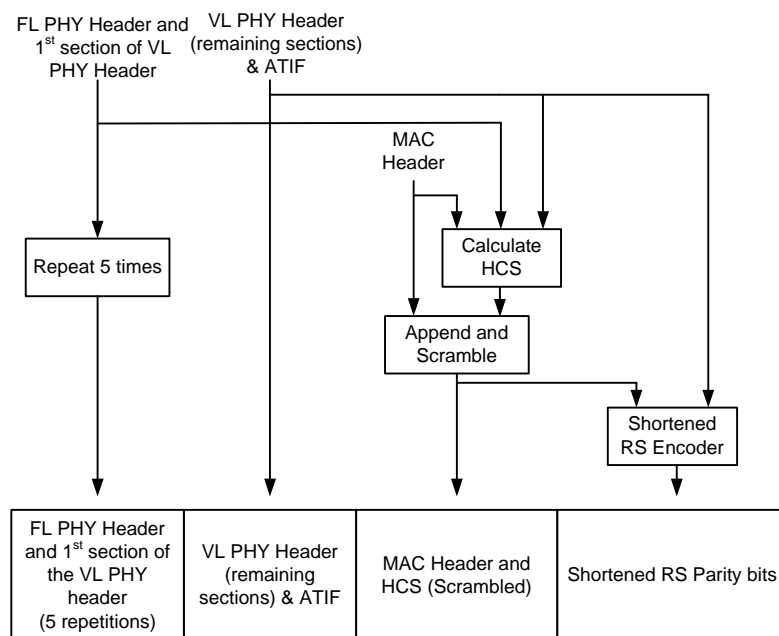 FL PHY Header and
1st section of VL
PHY Header
VL PHY Header
(remaining sections)
& ATIF
MAC
Header
Repeat 5 times
Calculate
HCS
Append and
Scramble
Shortened
RS Encoder
FL PHY Header
and 1st section of
the VL PHY
header
(5 repetitions)
VL PHY Header
(remaining
sections) & ATIF
MAC Header and
HCS (Scrambled)
Shortened RS Parity bits